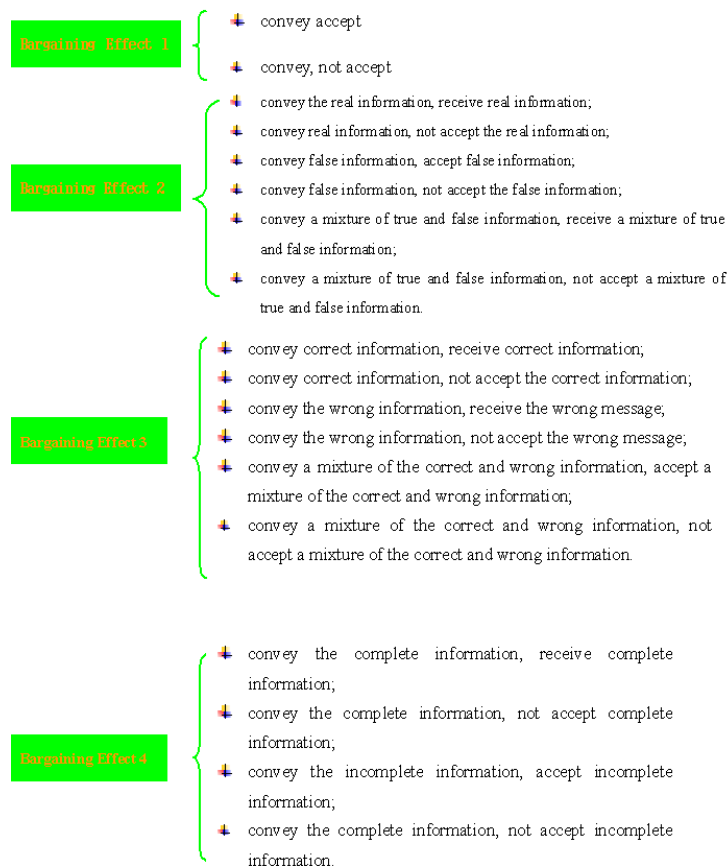 Bargaining Effect 1
convey accept
convey, not accept
Bargaining Effect 2
convey the real information, receive real information;
convey real information, not accept the real information;
convey false information, accept false information;
convey false information, not accept the false information;
convey a mixture of true and false information, receive a mixture of true
and false information;
convey a mixture of true and false information, not accept a mixture of
true and false information.
Bargaining Effect 3
convey correct information, receive correct information;
convey correct information, not accept the correct information;
convey the wrong information, receive the wrong message;
convey the wrong information, not accept the wrong message;
convey a mixture of the correct and wrong information, accept a
mixture of the correct and wrong information;
convey a mixture of the correct and wrong information, not
accept a mixture of the correct and wrong information.
Bargaining Effect 4
convey the complete information, receive complete
information;
convey the complete information, not accept complete
information;
convey the incomplete information, accept incomplete
information;
convey the complete information, not accept incomplete
information.